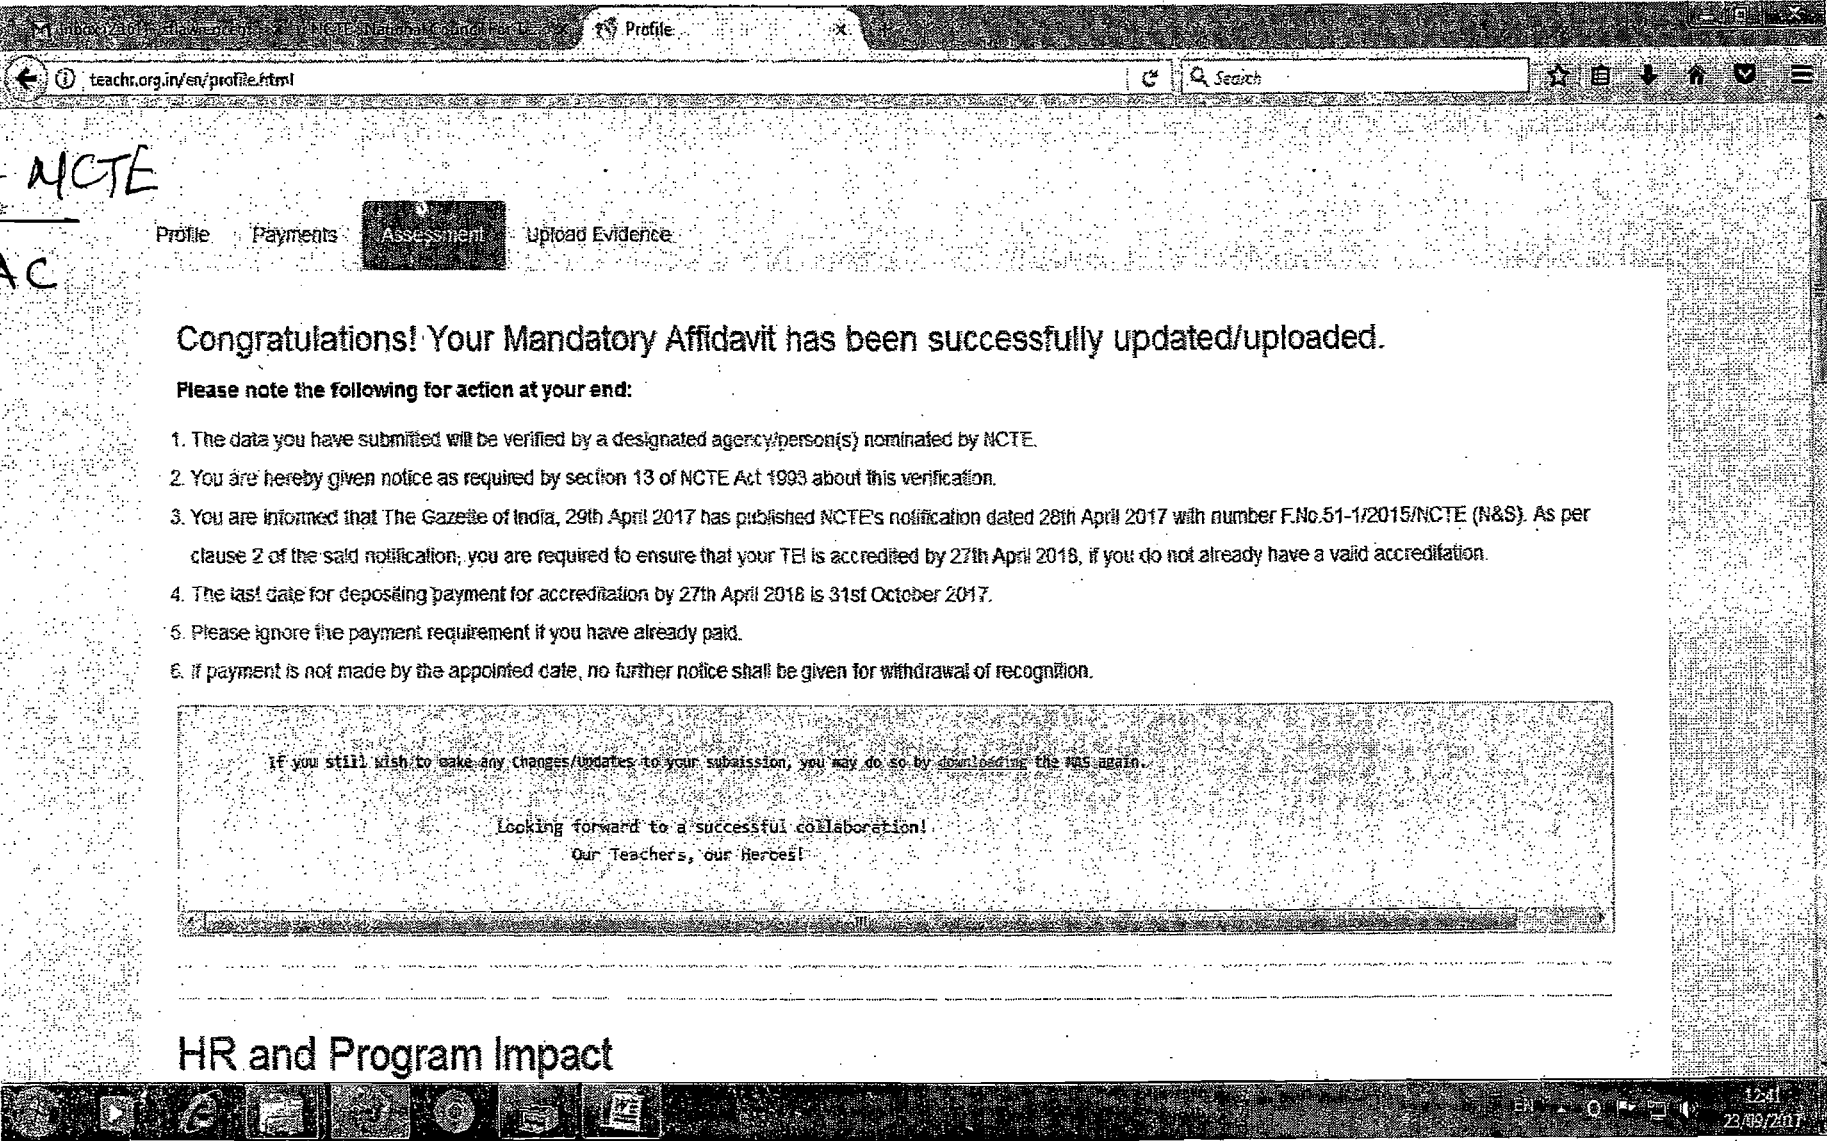 Profile
teachr.org.in/en/profile.html
Search
NCTE
AC
Profile Payments Assessment Upload Evidence
Congratulations! Your Mandatory Affidavit has been successfully updated/uploaded.
Please note the following for action at your end:
1. The data you have submitted will be verified by a designated agency/person(s) nominated by NCTE.
2. You are hereby given notice as required by section 13 of NCTE Act 1993 about this verification.
3. You are informed that The Gazette of India, 29th April 2017 has published NCTE's notification dated 28th April 2017 with number F.No.51-1/2015/NCTE (N&S). As per
clause 2 of the said notification, you are required to ensure that your TEI is accredited by 27th April 2018, if you do not already have a valid accreditation.
4. The last date for depositing payment for accreditation by 27th April 2018 is 31st October 2017.
5. Please ignore the payment requirement if you have already paid.
6. If payment is not made by the appointed date, no further notice shall be given for withdrawal of recognition.
If you still wish to make any changes/updates to your submission, you may do so by downloading the MAS again.
Looking forward to a successful collaboration!
Our Teachers, our Heroes!
HR and Program Impact
EN
12:41
23/09/2017